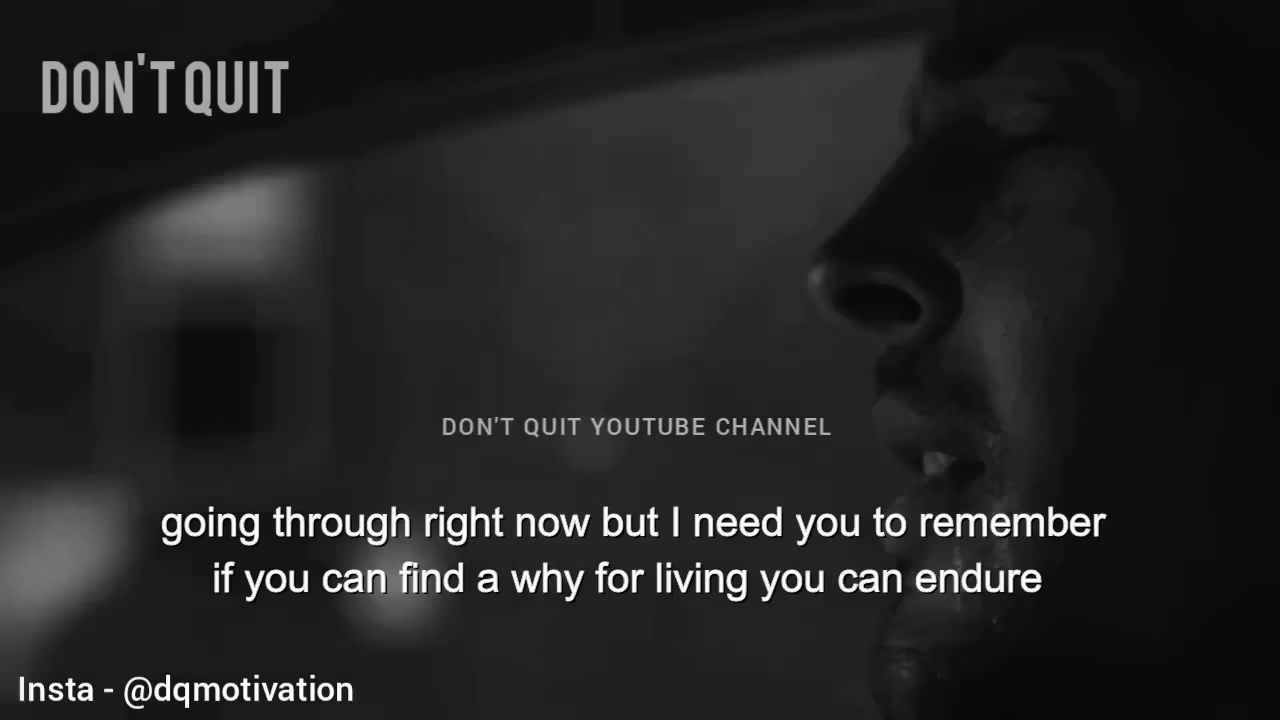 DON'T QUIT
DON'T QUIT YOUTUBE CHANNEL
going through right now but I need you to remember
if you can find a why for living you can endure
Insta - @dqmotivation